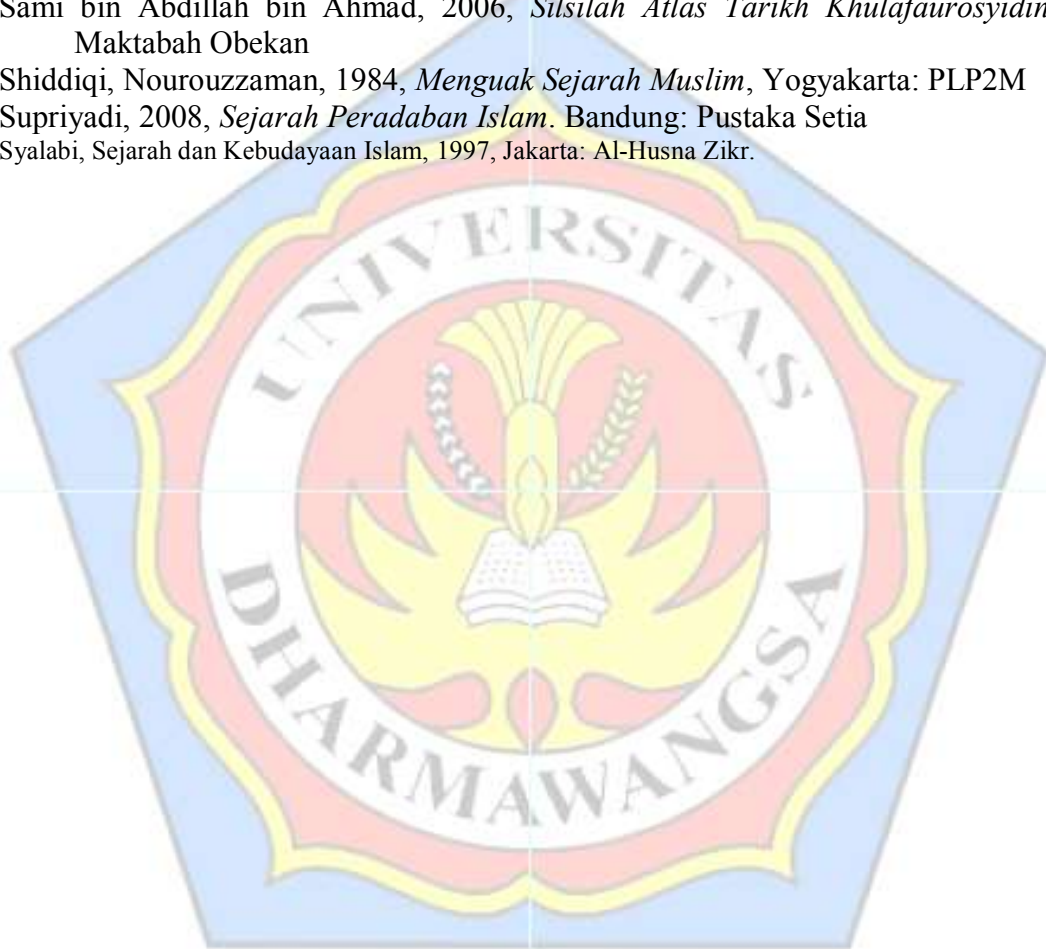 Sami bin Abdillah bin Ahmad, 2006, Silsilah Atlas Tarikh Khulafaurosyidin
Maktabah Obekan
Shiddiqi, Nourouzzaman, 1984, Menguak Sejarah Muslim, Yogyakarta: PLP2M
Supriyadi, 2008, Sejarah Peradaban Islam. Bandung: Pustaka Setia
Syalabi, Sejarah dan Kebudayaan Islam, 1997, Jakarta: Al-Husna Zikr.
UNIVERSITAS
DHARMAWANGSA